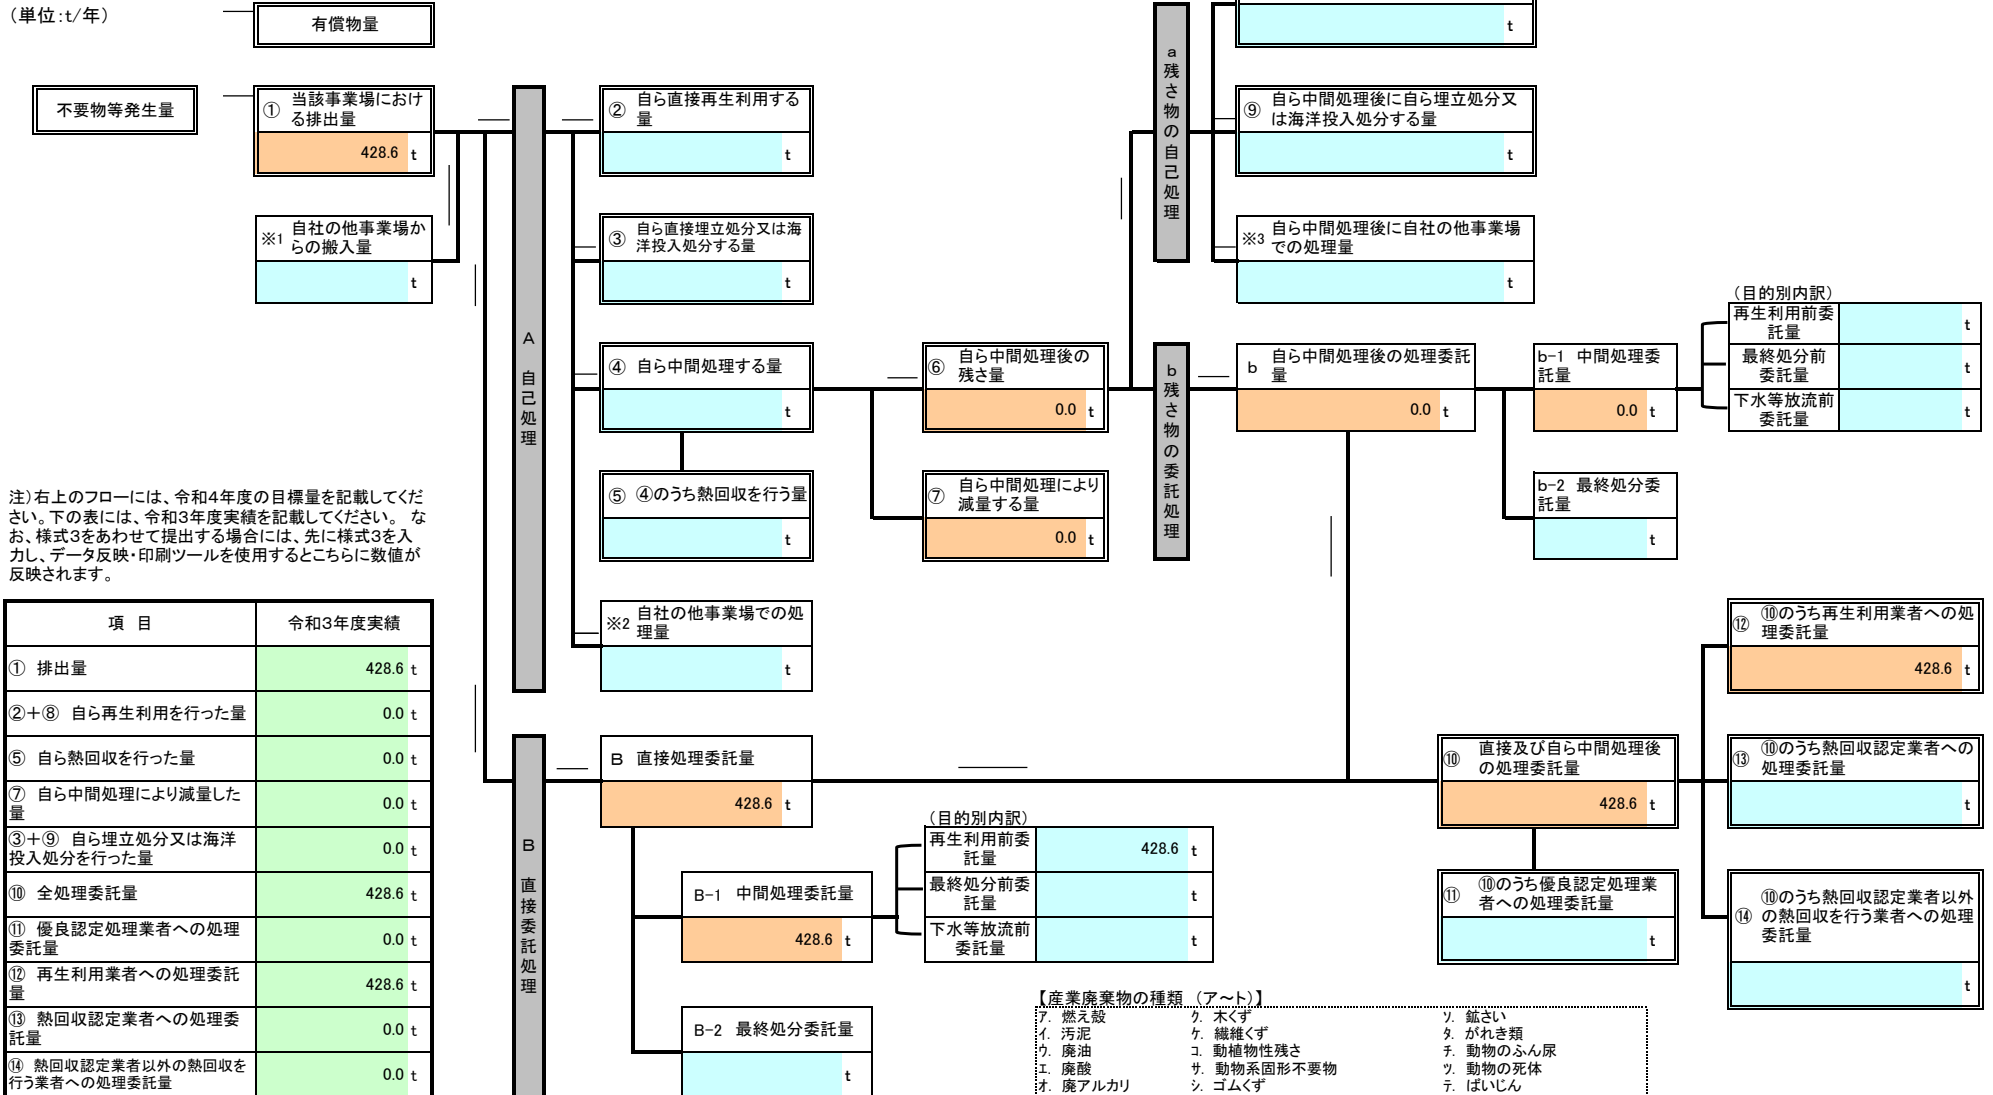 （単位：t/年）
有償物量
t
不要物等発生量
① 当該事業場におけ
る排出量
428.6 t
※1 自社の他事業場か
らの搬入量
t
A 自己処理
② 自ら直接再生利用する
量
t
③ 自ら直接埋立処分又は海
洋投入処分する量
t
④ 自ら中間処理する量
t
⑤ ④のうち熱回収を行う量
t
※2 自社の他事業場での処
理量
t
⑥ 自ら中間処理後の
残さ量
0.0 t
⑦ 自ら中間処理により
減量する量
0.0 t
a 残さ物の自己処理
⑨ 自ら中間処理後に自ら埋立処分又
は海洋投入処分する量
t
※3 自ら中間処理後に自社の他事業場
での処理量
t
b 残さ物の委託処理
b 自ら中間処理後の処理委託
量
0.0 t
b-1 中間処理委
託量
0.0 t
b-2 最終処分委
託量
t
（目的別内訳）
再生利用前委
託量
t
最終処分前
委託量
t
下水等放流前
委託量
t
注）右上のフローには、令和4年度の目標量を記載してくだ
さい。下の表には、令和3年度実績を記載してください。 な
お、様式3をあわせて提出する場合には、先に様式3を入
力し、データ反映・印刷ツールを使用するとこちらに数値が
反映されます。
項 目 令和3年度実績
① 排出量 428.6 t
②＋⑧ 自ら再生利用を行った量 0.0 t
⑤ 自ら熱回収を行った量 0.0 t
⑦ 自ら中間処理により減量した
量 0.0 t
③＋⑨ 自ら埋立処分又は海洋
投入処分を行った量 0.0 t
⑩ 全処理委託量 428.6 t
⑪ 優良認定処理業者への処理
委託量 0.0 t
⑫ 再生利用業者への処理委託
量 428.6 t
⑬ 熱回収認定業者への処理委
託量 0.0 t
⑭ 熱回収認定業者以外の熱回収を
行う業者への処理委託量 0.0 t
B 直接委託処理
B 直接処理委託量
428.6 t
B-1 中間処理委託量
428.6 t
B-2 最終処分委託量
t
（目的別内訳）
再生利用前委
託量
428.6 t
最終処分前委
託量
t
下水等放流前
委託量
t
⑩ 直接及び自ら中間処理後
の処理委託量
428.6 t
⑪ ⑩のうち優良認定処理業
者への処理委託量
t
⑫ ⑩のうち再生利用業者への処
理委託量
428.6 t
⑬ ⑩のうち熱回収認定業者への
処理委託量
t
⑭ ⑩のうち熱回収認定業者以外
の熱回収を行う業者への処理
委託量
t
【産業廃棄物の種類 （ア～ト）】
ア. 燃え殻 ク. 木くず ソ. 鉱さい
イ. 汚泥 ケ. 繊維くず タ. がれき類
ウ. 廃油 コ. 動植物性残さ チ. 動物のふん尿
エ. 廃酸 サ. 動物系固形不要物 ツ. 動物の死体
オ. 廃アルカリ シ. ゴムくず テ. ばいじん